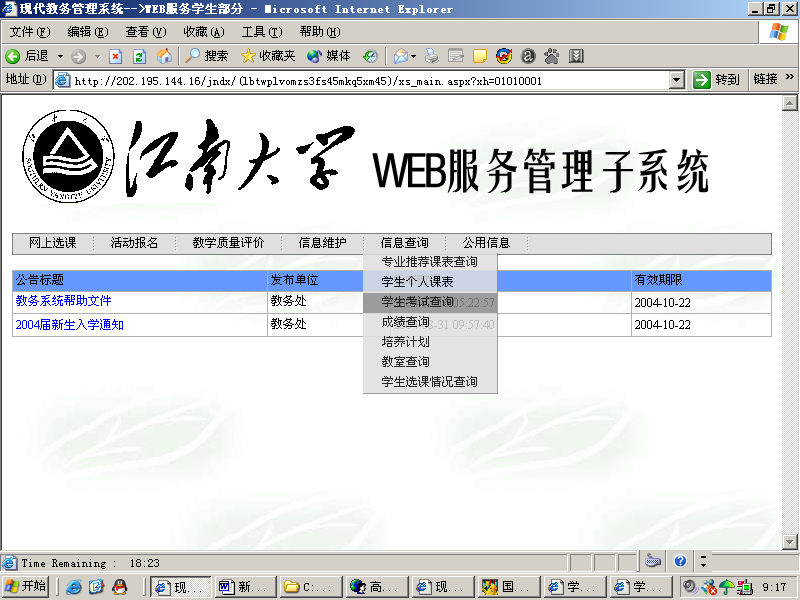 现代教务管理系统-->WEB服务学生部分 - Microsoft Internet Explorer
文件(F) 编辑(E) 查看(V) 收藏(A) 工具(T) 帮助(H)
后退 搜索 收藏夹 媒体
地址(D) http://202.195.144.16/jndx/(lbtwplvomzs3fs45mkq5xm45)/xs_main.aspx?xh=01010001 转到 链接 »
SOUTHERN YANGTZE UNIVERSITY
江南大学 WEB服务管理子系统
网上选课 活动报名 教学质量评价 信息维护 信息查询 公用信息
专业推荐课表查询
公告标题 发布单位 学生个人课表 有效期限
教务系统帮助文件 教务处 学生考试查询 05:22:57 2004-10-22
成绩查询
2004届新生入学通知 教务处 -31 09:57:40 2004-10-22
培养计划
教室查询
学生选课情况查询
Time Remaining : 18:23
开始 现... 新... C:... 高... 现... 国... 学... 学... 9:17